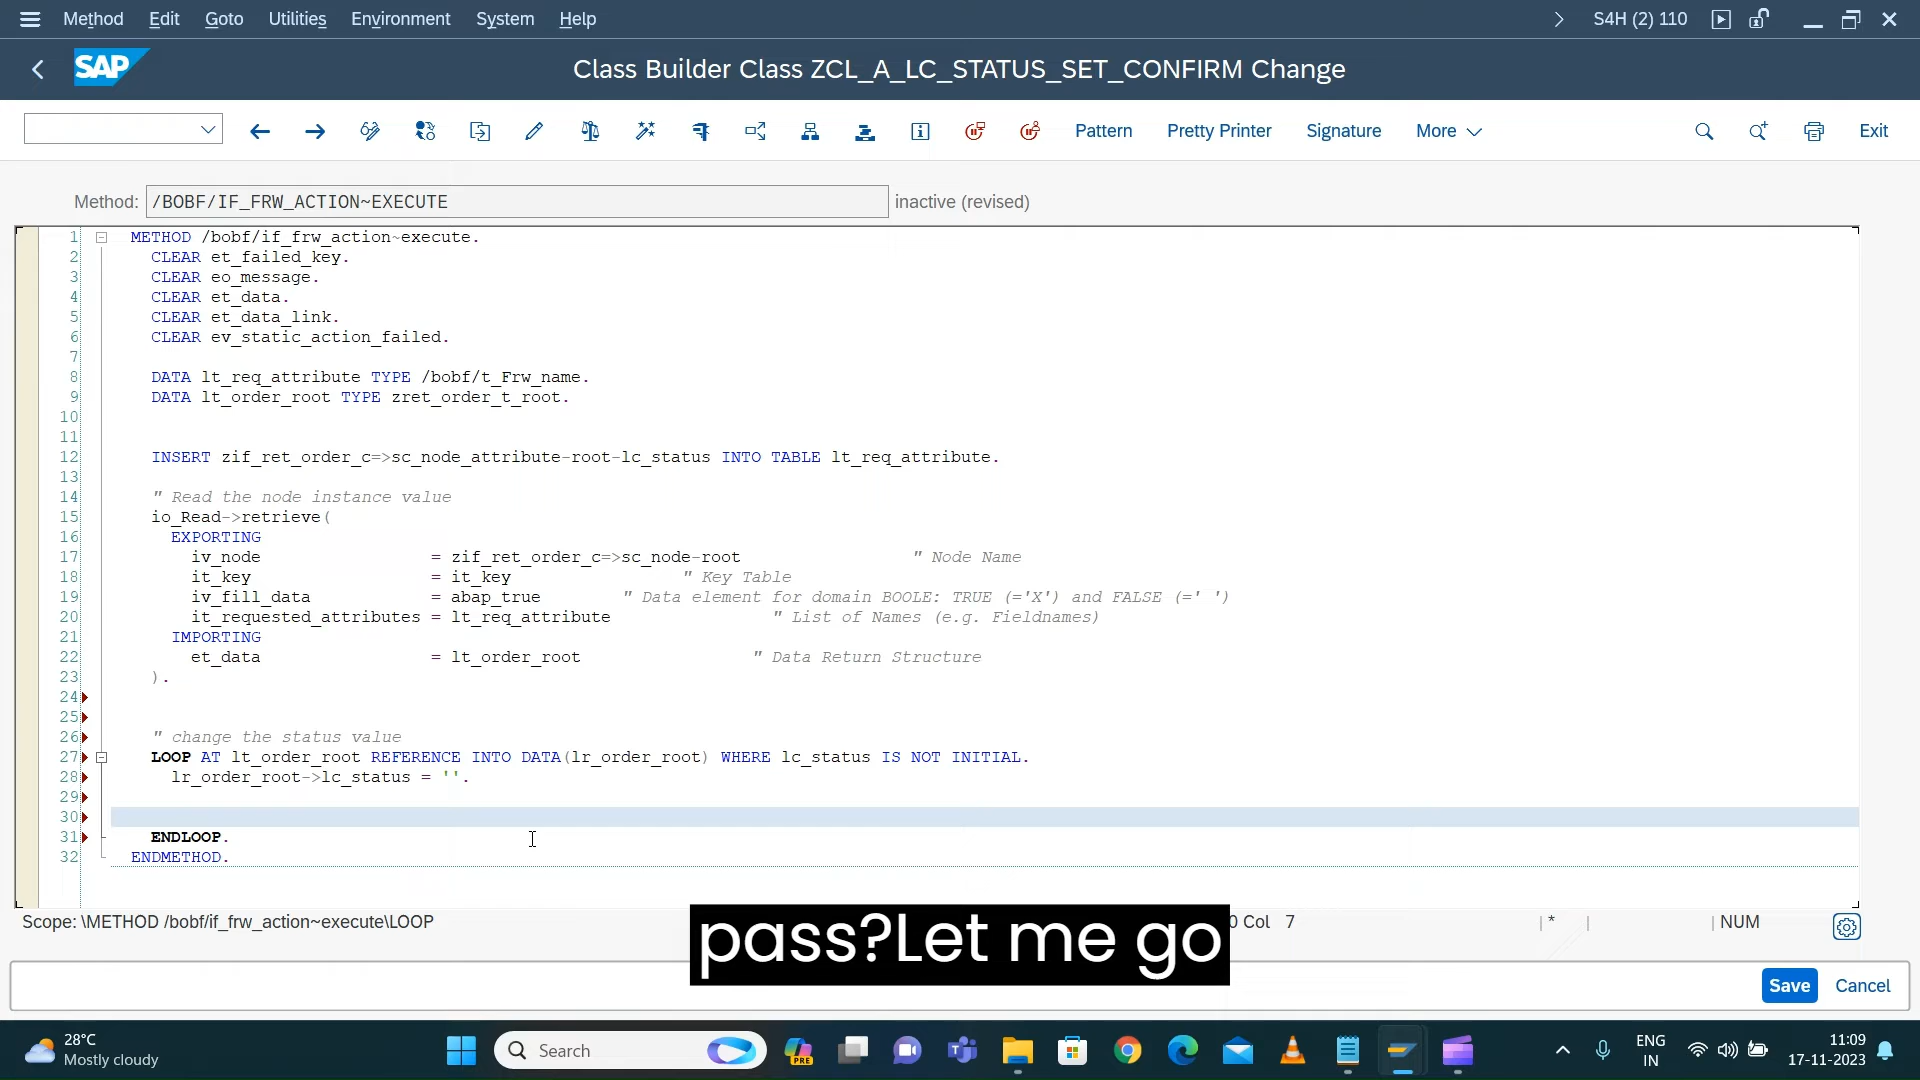 Method Edit Goto Utilities Environment System Help
S4H (2) 110
SAP
Class Builder Class ZCL_A_LC_STATUS_SET_CONFIRM Change
Pattern Pretty Printer Signature More
Exit
Method: /BOBF/IF_FRW_ACTION~EXECUTE inactive (revised)
1 METHOD /bobf/if_frw_action~execute.
2 CLEAR et_failed_key.
3 CLEAR eo_message.
4 CLEAR et_data.
5 CLEAR et_data_link.
6 CLEAR ev_static_action_failed.
7
8 DATA lt_req_attribute TYPE /bobf/t_Frw_name.
9 DATA lt_order_root TYPE zret_order_t_root.
10
11
12 INSERT zif_ret_order_c=>sc_node_attribute-root-lc_status INTO TABLE lt_req_attribute.
13
14 " Read the node instance value
15 io_Read->retrieve(
16 EXPORTING
17 iv_node = zif_ret_order_c=>sc_node-root " Node Name
18 it_key = it_key " Key Table
19 iv_fill_data = abap_true " Data element for domain BOOLE: TRUE (='X') and FALSE (=' ')
20 it_requested_attributes = lt_req_attribute " List of Names (e.g. Fieldnames)
21 IMPORTING
22 et_data = lt_order_root " Data Return Structure
23 ).
24
25
26 " change the status value
27 LOOP AT lt_order_root REFERENCE INTO DATA(lr_order_root) WHERE lc_status IS NOT INITIAL.
28 lr_order_root->lc_status = ''.
29
30
31 ENDLOOP.
32 ENDMETHOD.
Scope: \METHOD /bobf/if_frw_action~execute\LOOP
Col 7
*
NUM
pass?Let me go
Save Cancel
28°C
Mostly cloudy
Search
PRE
ENG
IN
11:09
17-11-2023